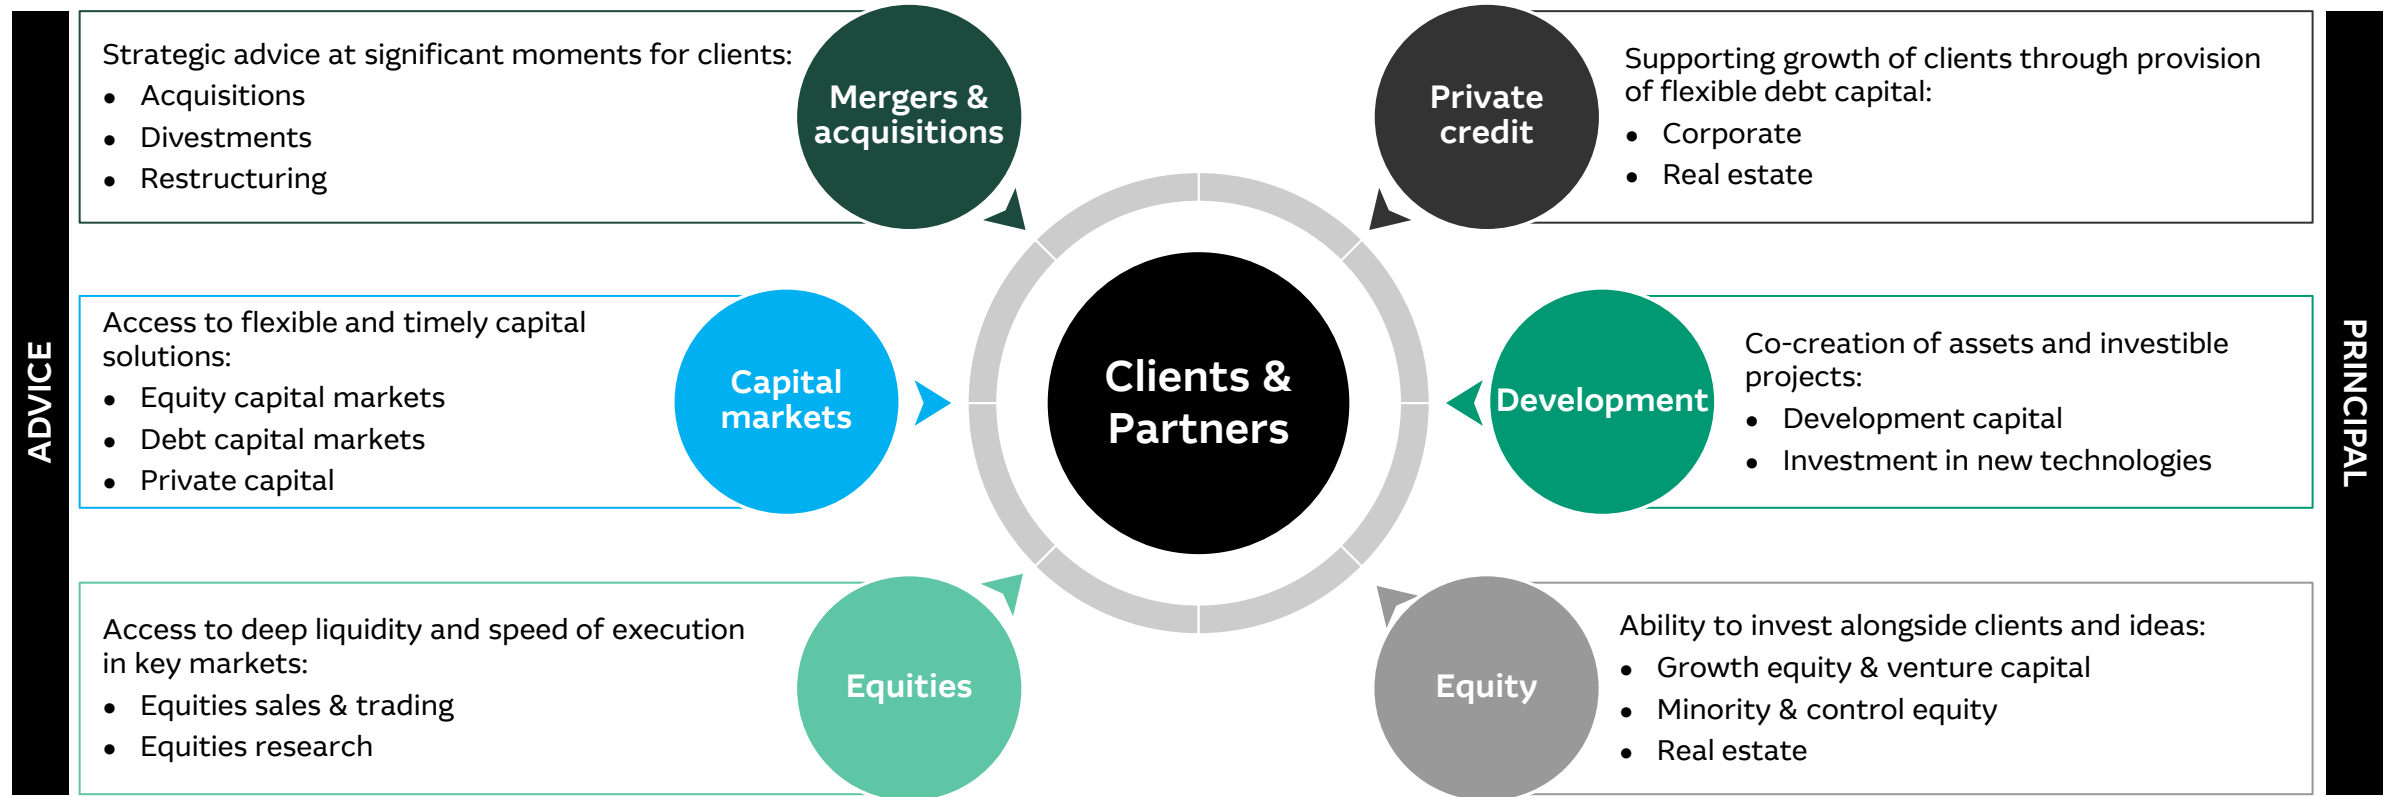 ADVICE
Strategic advice at significant moments for clients:
• Acquisitions
• Divestments
• Restructuring
Mergers &
acquisitions
Access to flexible and timely capital
solutions:
• Equity capital markets
• Debt capital markets
• Private capital
Capital
markets
Access to deep liquidity and speed of execution
in key markets:
• Equities sales & trading
• Equities research
Equities
Clients &
Partners
Private
credit
Supporting growth of clients through provision
of flexible debt capital:
• Corporate
• Real estate
Development
Co-creation of assets and investible
projects:
• Development capital
• Investment in new technologies
Equity
Ability to invest alongside clients and ideas:
• Growth equity & venture capital
• Minority & control equity
• Real estate
PRINCIPAL